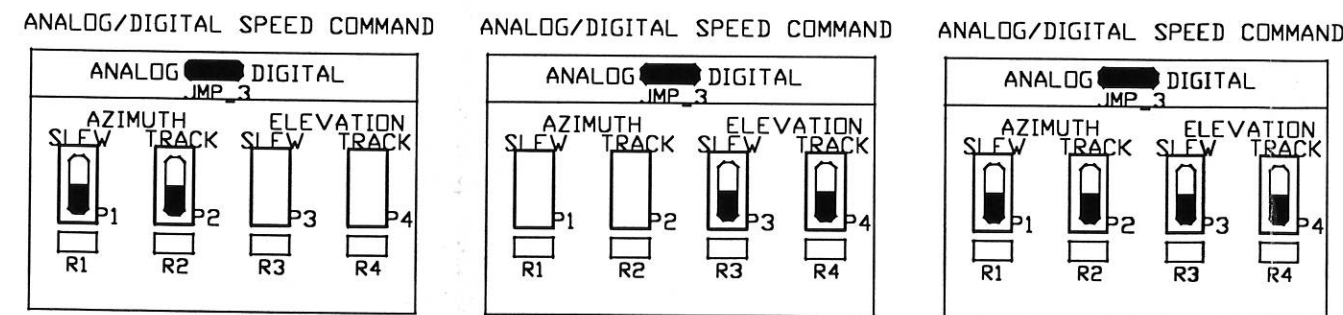 ANALOG/DIGITAL SPEED COMMAND
ANALOG DIGITAL
JMP_3
AZIMUTH ELEVATION
SLEW TRACK SLEW TRACK
P1 P2 P3 P4
R1 R2 R3 R4
ANALOG/DIGITAL SPEED COMMAND
ANALOG DIGITAL
JMP_3
AZIMUTH ELEVATION
SLEW TRACK SLEW TRACK
P1 P2 P3 P4
R1 R2 R3 R4
ANALOG/DIGITAL SPEED COMMAND
ANALOG DIGITAL
JMP_3
AZIMUTH ELEVATION
SLEW TRACK SLEW TRACK
P1 P2 P3 P4
R1 R2 R3 R4